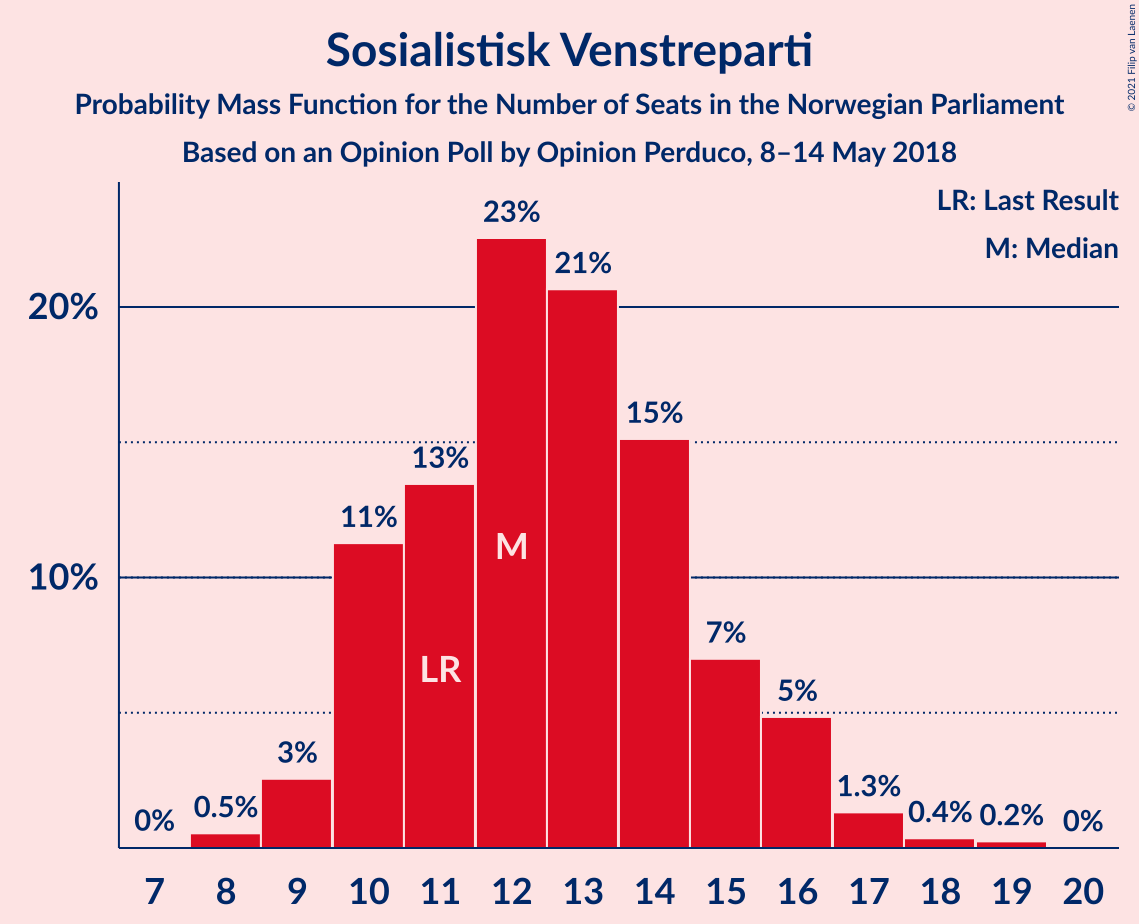 Sosialistisk Venstreparti
Probability Mass Function for the Number of Seats in the Norwegian Parliament
Based on an Opinion Poll by Opinion Perduco, 8–14 May 2018
© 2021 Filip van Laenen
LR: Last Result
M: Median
20%
10%
0%
0.5%
3%
11%
13%
23%
21%
15%
7%
5%
1.3%
0.4%
0.2%
0%
LR
M
7 8 9 10 11 12 13 14 15 16 17 18 19 20